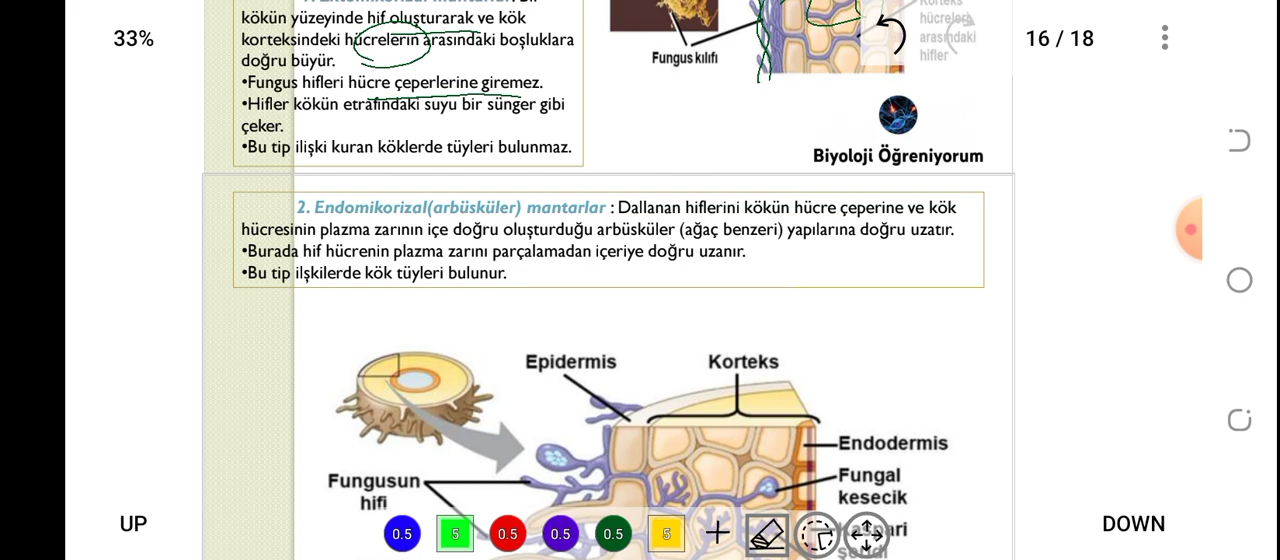 33%
16 / 18
kökün yüzeyinde hif oluşturarak ve kök
korteksindeki hücrelerin arasındaki boşluklara
doğru büyür.
•Fungus hifleri hücre çeperlerine giremez.
•Hifler kökün etrafındaki suyu bir sünger gibi
çeker.
•Bu tip ilişki kuran köklerde tüyleri bulunmaz.
Fungus kılıfı
Korteks
hücreleri
arasındaki
hifler
Biyoloji Öğreniyorum
2. Endomikorizal(arbüsküler) mantarlar : Dallanan hiflerini kökün hücre çeperine ve kök
hücresinin plazma zarının içe doğru oluşturduğu arbüsküler (ağaç benzeri) yapılarına doğru uzatır.
•Burada hif hücrenin plazma zarını parçalamadan içeriye doğru uzanır.
•Bu tip ilşkilerde kök tüyleri bulunur.
Epidermis
Korteks
Endodermis
Fungal
kesecik
Fungusun
hifi
UP
DOWN
0.5
5
0.5
0.5
0.5
5